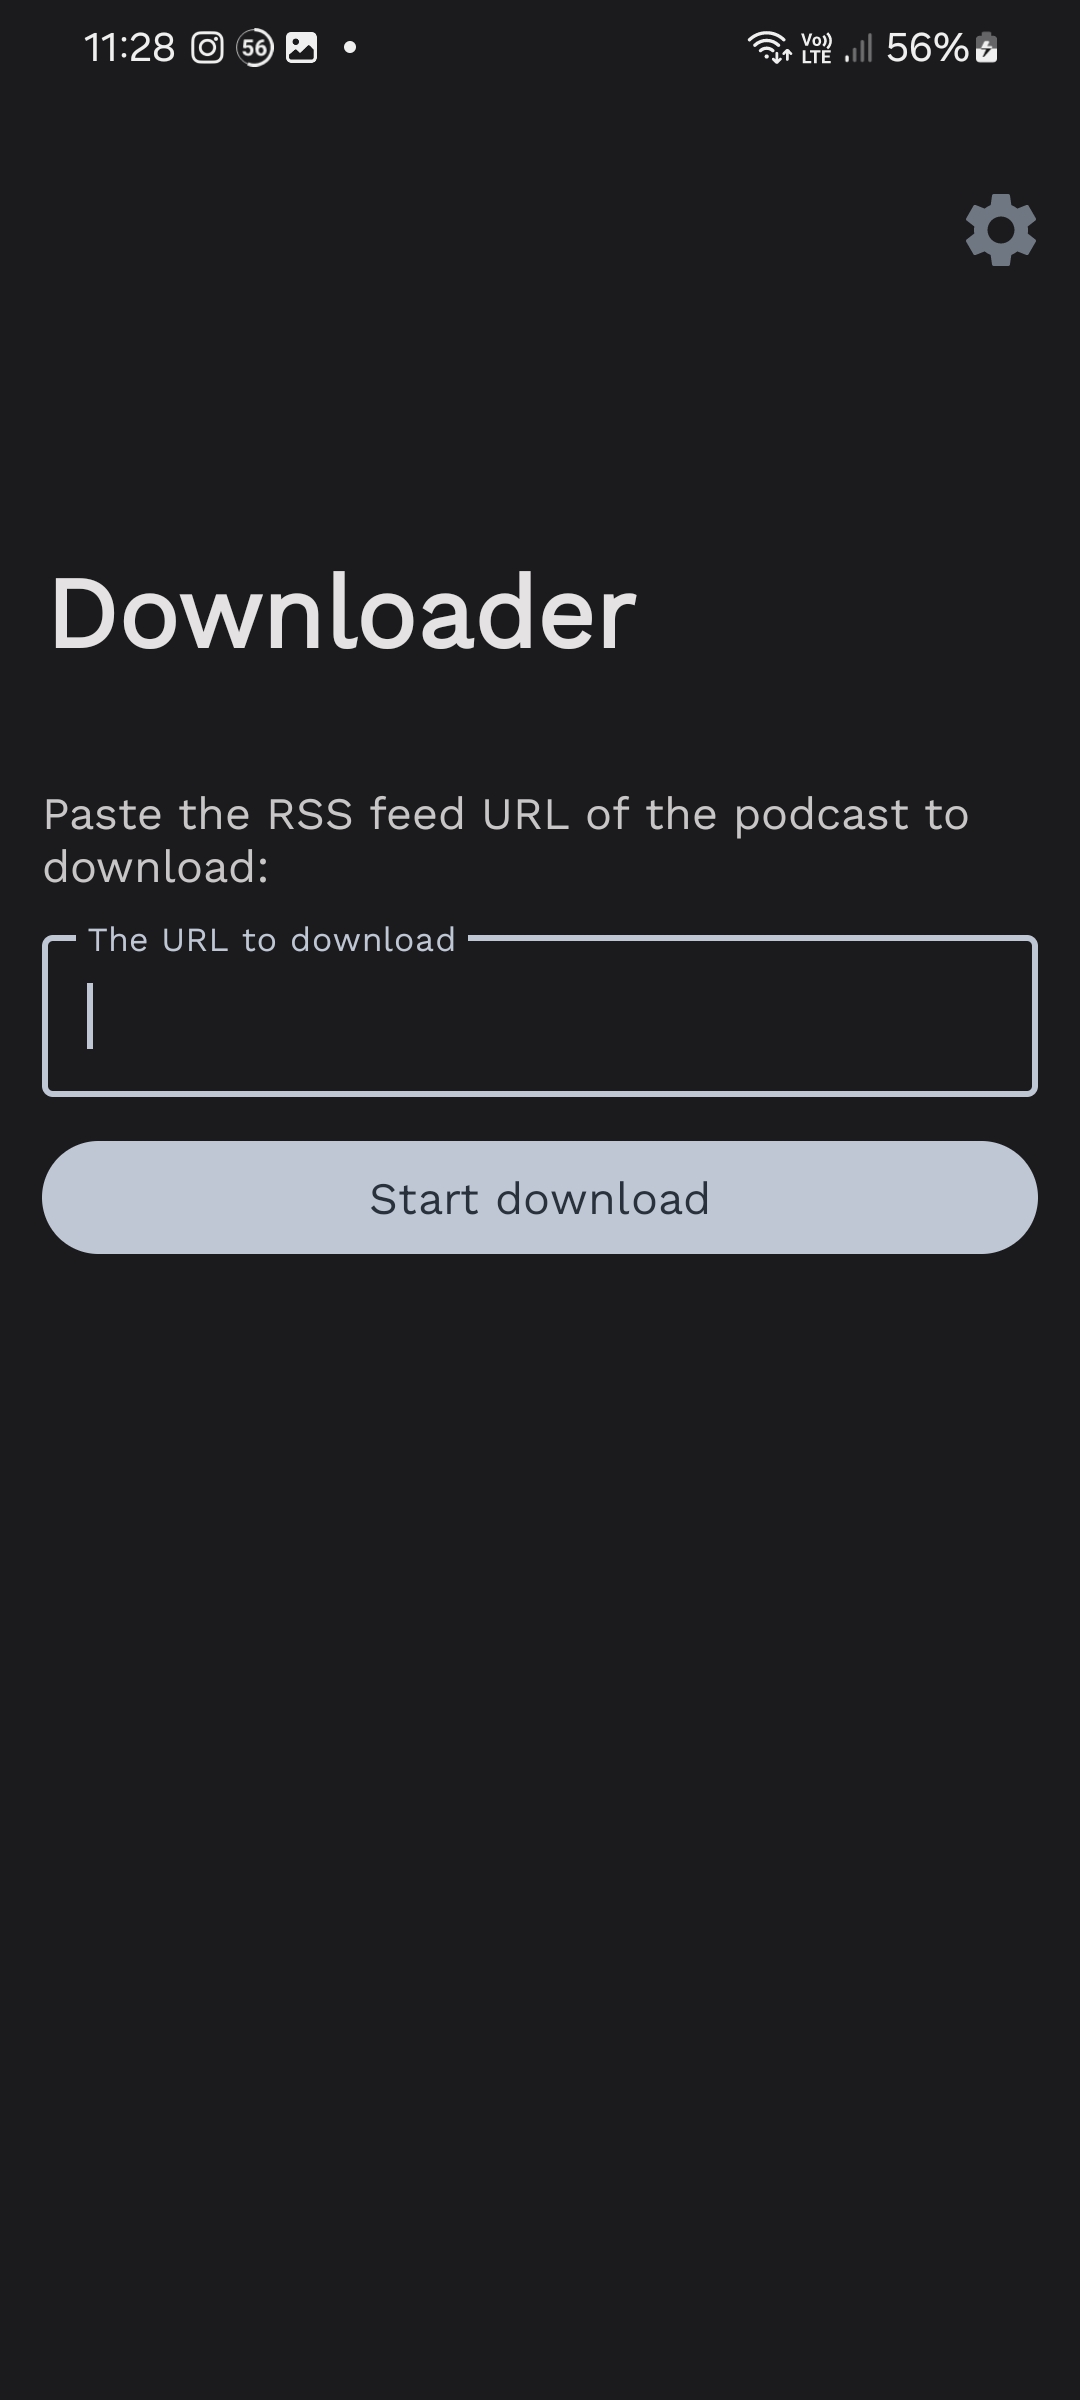 11:28 56 Vo)) LTE 56%
Downloader
Paste the RSS feed URL of the podcast to
download:
The URL to download
Start download